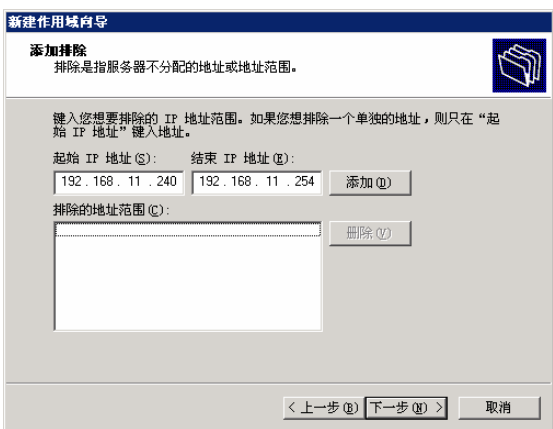 新建作用域向导
添加排除
排除是指服务器不分配的地址或地址范围。
键入您想要排除的 IP 地址范围。如果您想排除一个单独的地址，则只在“起
始 IP 地址”键入地址。
起始 IP 地址(S): 结束 IP 地址(E):
192 .168 . 11 .240 192 .168 . 11 .254 添加(D)
排除的地址范围(C):
删除(V)
< 上一步(B) 下一步(N) > 取消